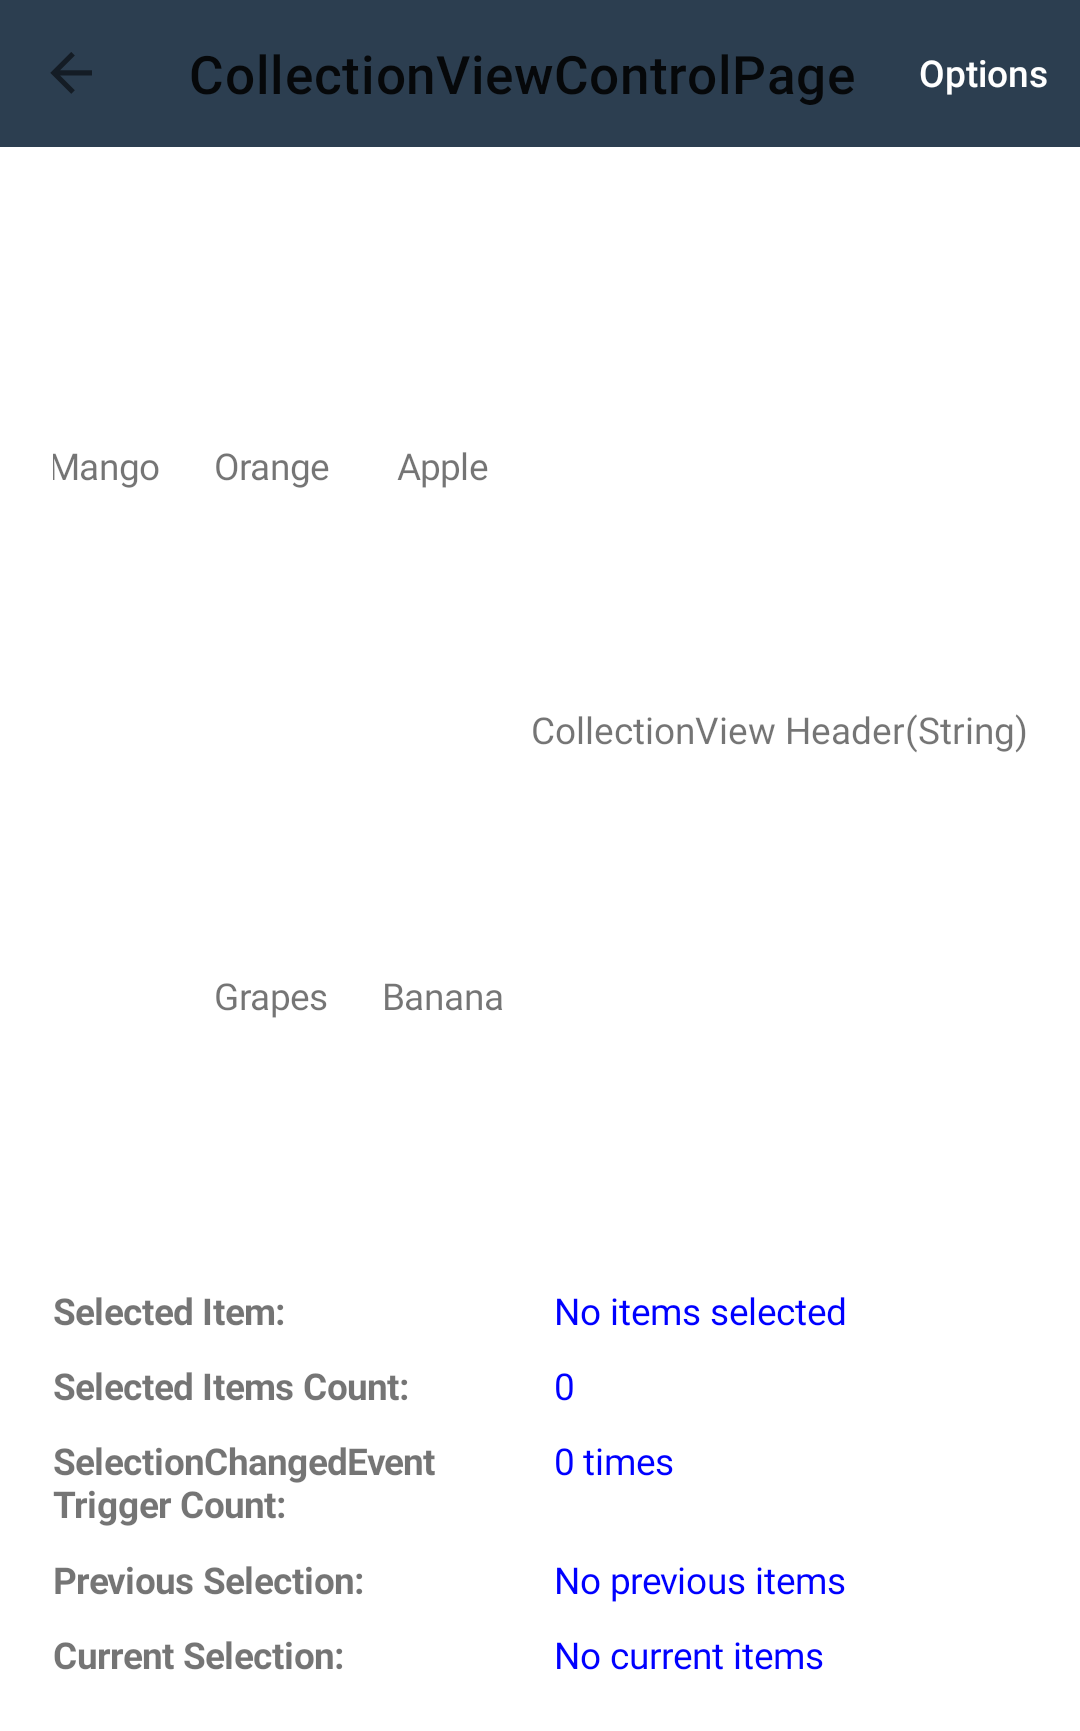 CollectionViewControlPage
Options
Mango Orange Apple
CollectionView Header(String)
Grapes Banana
Selected Item: No items selected
Selected Items Count: 0
SelectionChangedEvent 0 times
Trigger Count:
Previous Selection: No previous items
Current Selection: No current items